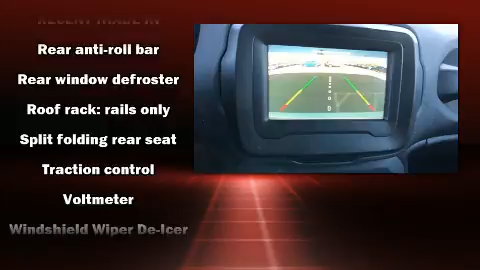 Rear anti-roll bar
Rear window defroster
Roof rack: rails only
Split folding rear seat
Traction control
Voltmeter
Windshield Wiper De-Icer